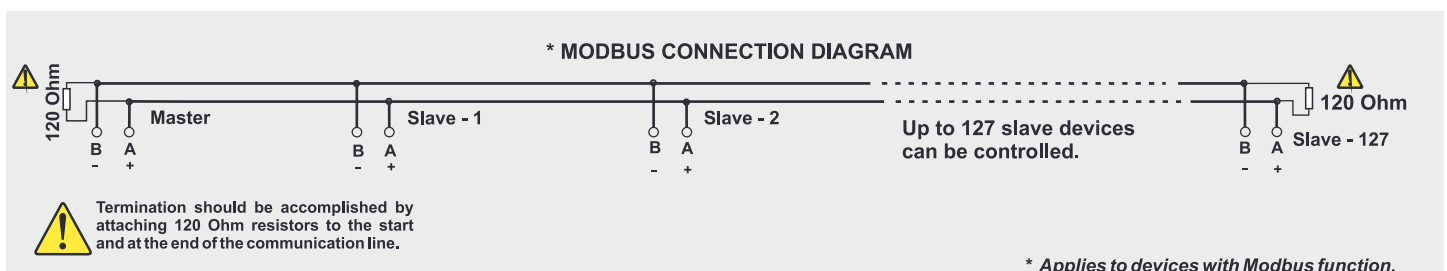 * MODBUS CONNECTION DIAGRAM
120 Ohm
Master
Slave - 1
Slave - 2
Up to 127 slave devices
can be controlled.
120 Ohm
Slave - 127
B A
- +
B A
- +
B A
- +
B A
- +
Termination should be accomplished by
attaching 120 Ohm resistors to the start
and at the end of the communication line.
* Applies to devices with Modbus function.